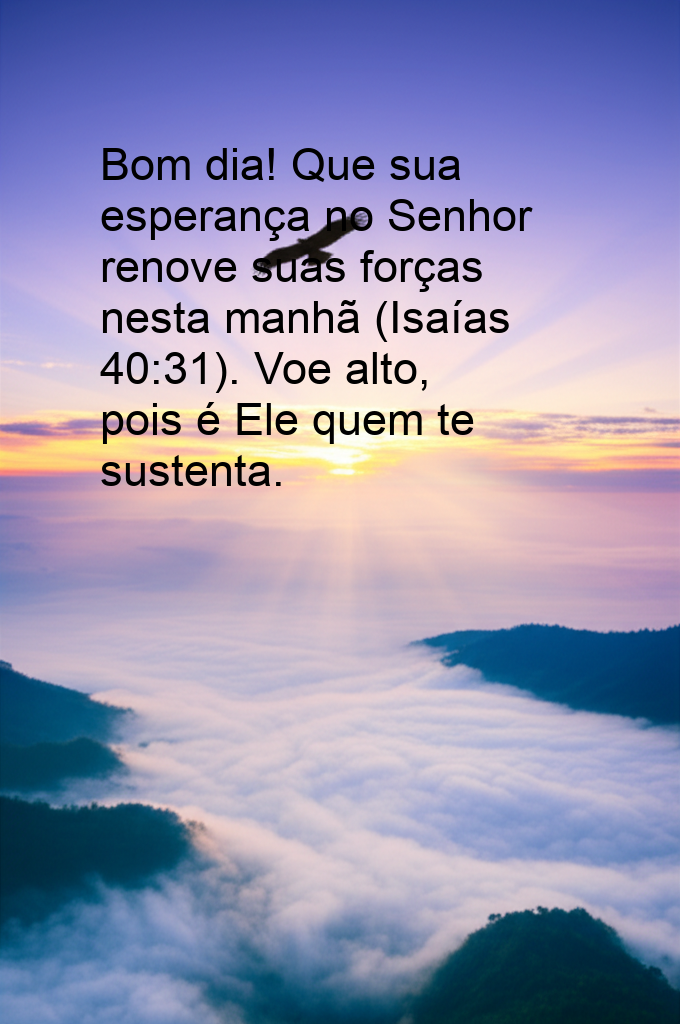 Bom dia! Que sua
esperança no Senhor
renove suas forças
nesta manhã (Isaías
40:31). Voe alto,
pois é Ele quem te
sustenta.